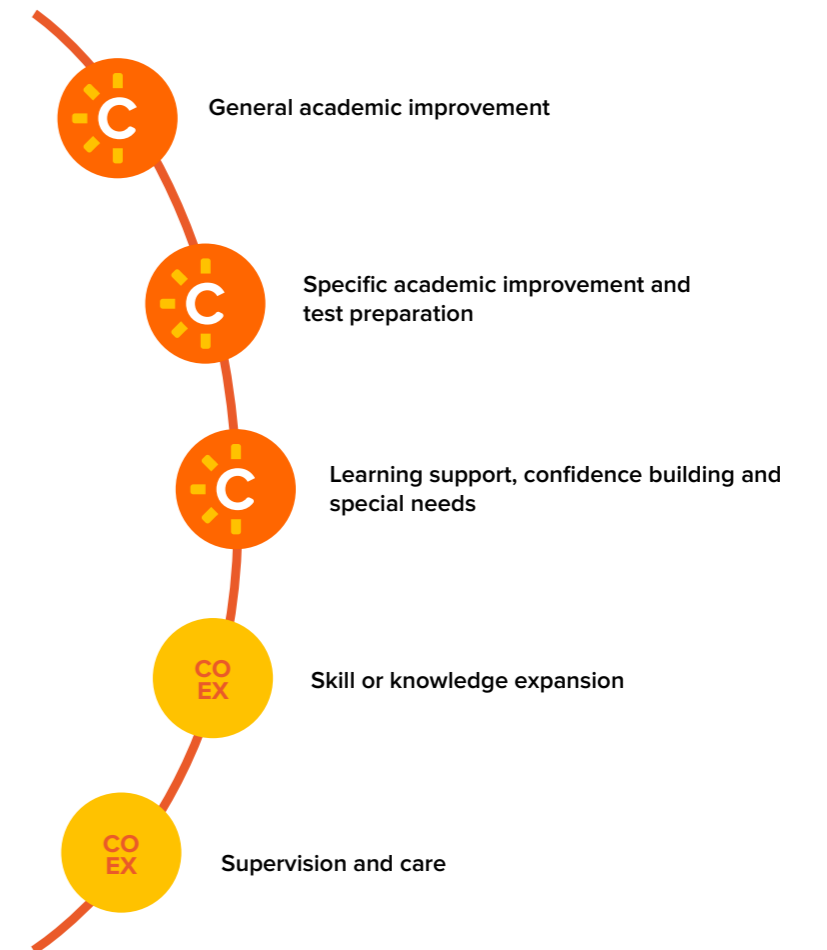 C
General academic improvement
C
Specific academic improvement and
test preparation
C
Learning support, confidence building and
special needs
CO
EX
Skill or knowledge expansion
CO
EX
Supervision and care